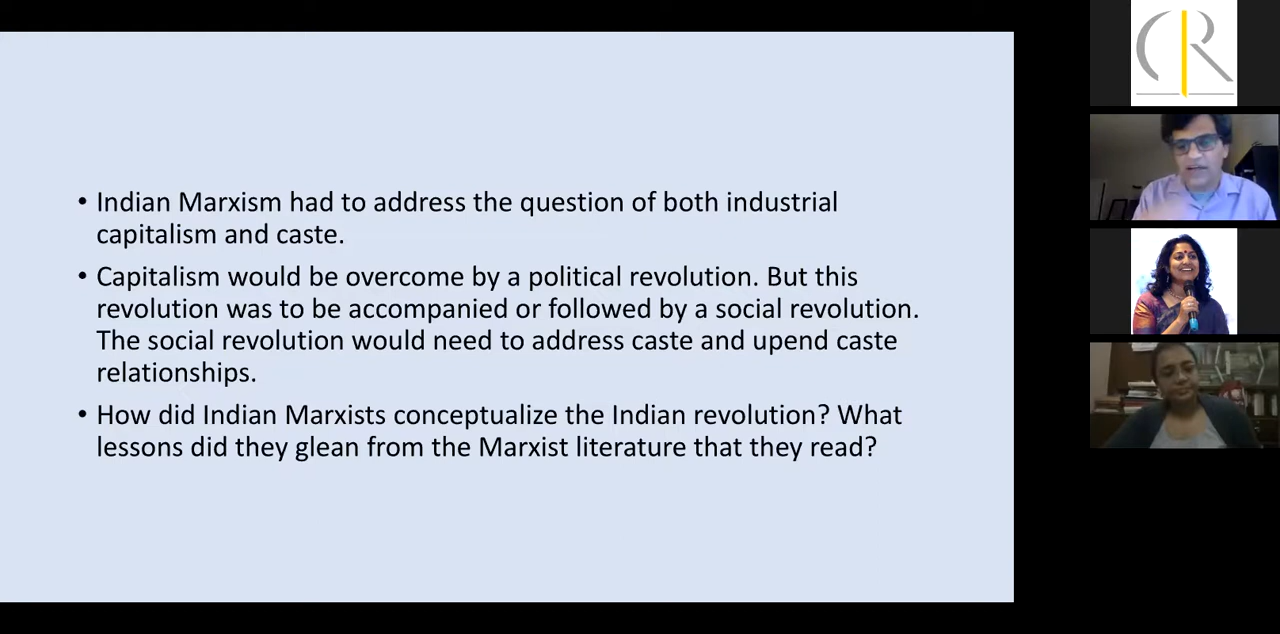 • Indian Marxism had to address the question of both industrial
capitalism and caste.
• Capitalism would be overcome by a political revolution. But this
revolution was to be accompanied or followed by a social revolution.
The social revolution would need to address caste and upend caste
relationships.
• How did Indian Marxists conceptualize the Indian revolution? What
lessons did they glean from the Marxist literature that they read?
CR